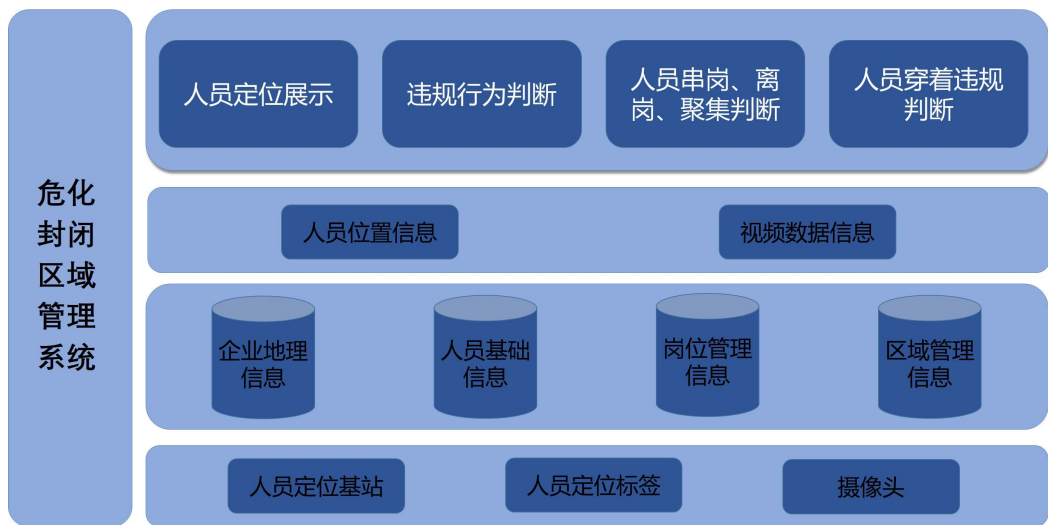 危化
封闭
区域
管理
系统
人员定位展示
违规行为判断
人员串岗、离
岗、聚集判断
人员穿着违规
判断
人员位置信息
视频数据信息
企业地理
信息
人员基础
信息
岗位管理
信息
区域管理
信息
人员定位基站
人员定位标签
摄像头